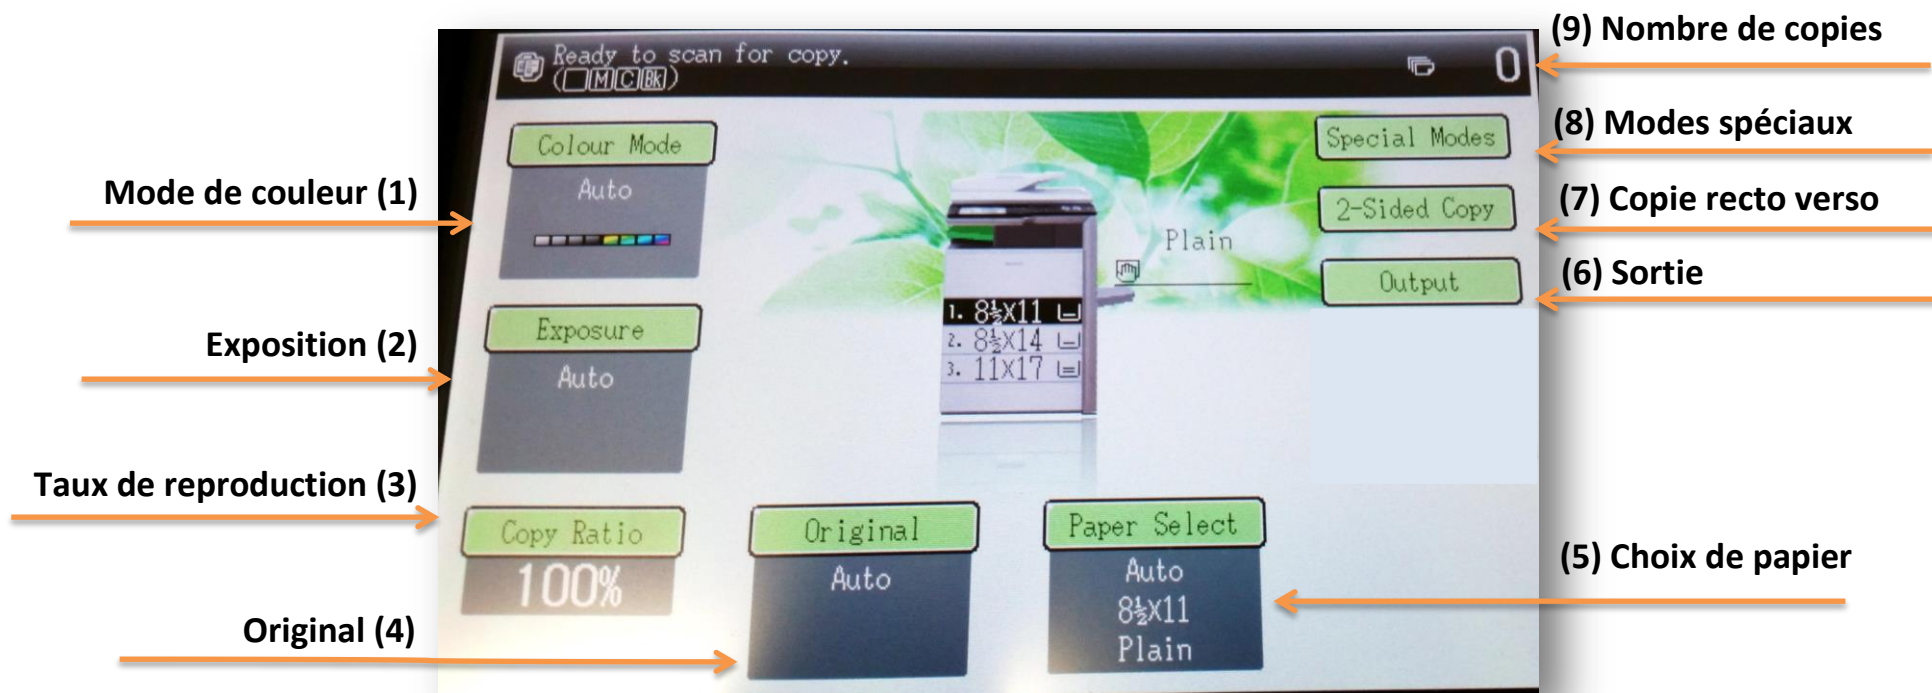 (9) Nombre de copies
Ready to scan for copy.
(MCBk)
0
Colour Mode
Auto
Special Modes
(8) Modes spéciaux
Mode de couleur (1)
2-Sided Copy
(7) Copie recto verso
Plain
Output
(6) Sortie
Exposure
Auto
Exposition (2)
1. 8½X11
2. 8½X14
3. 11X17
Taux de reproduction (3)
Copy Ratio
100%
Original
Auto
Paper Select
Auto
8½X11
Plain
(5) Choix de papier
Original (4)